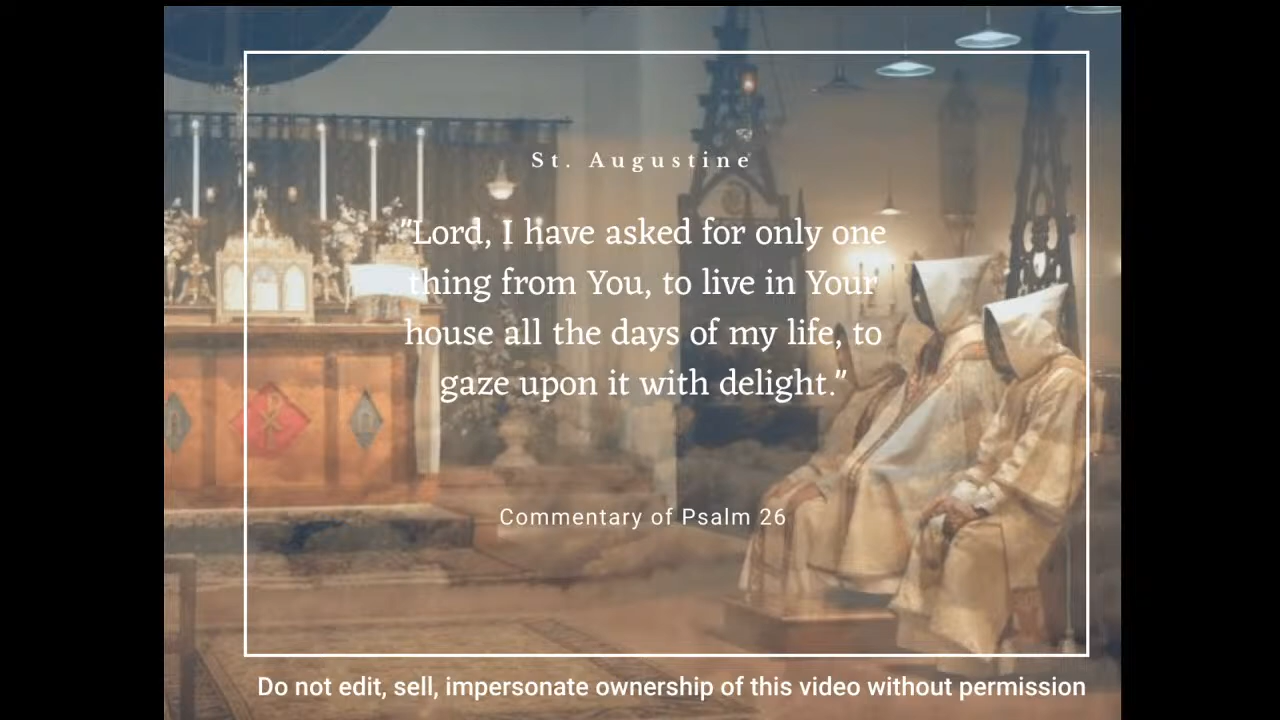 St. Augustine
"Lord, I have asked for only one
thing from You, to live in Your
house all the days of my life, to
gaze upon it with delight."
Commentary of Psalm 26
Do not edit, sell, impersonate ownership of this video without permission